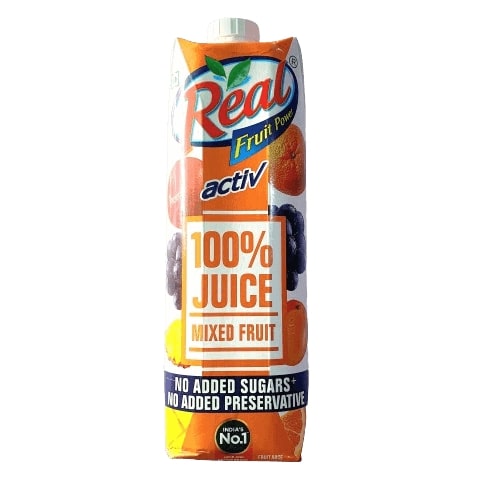 Real®
Fruit Power
activ
100%
JUICE
MIXED FRUIT
NO ADDED SUGARS+
NO ADDED PRESERVATIVE
INDIA'S
No.1